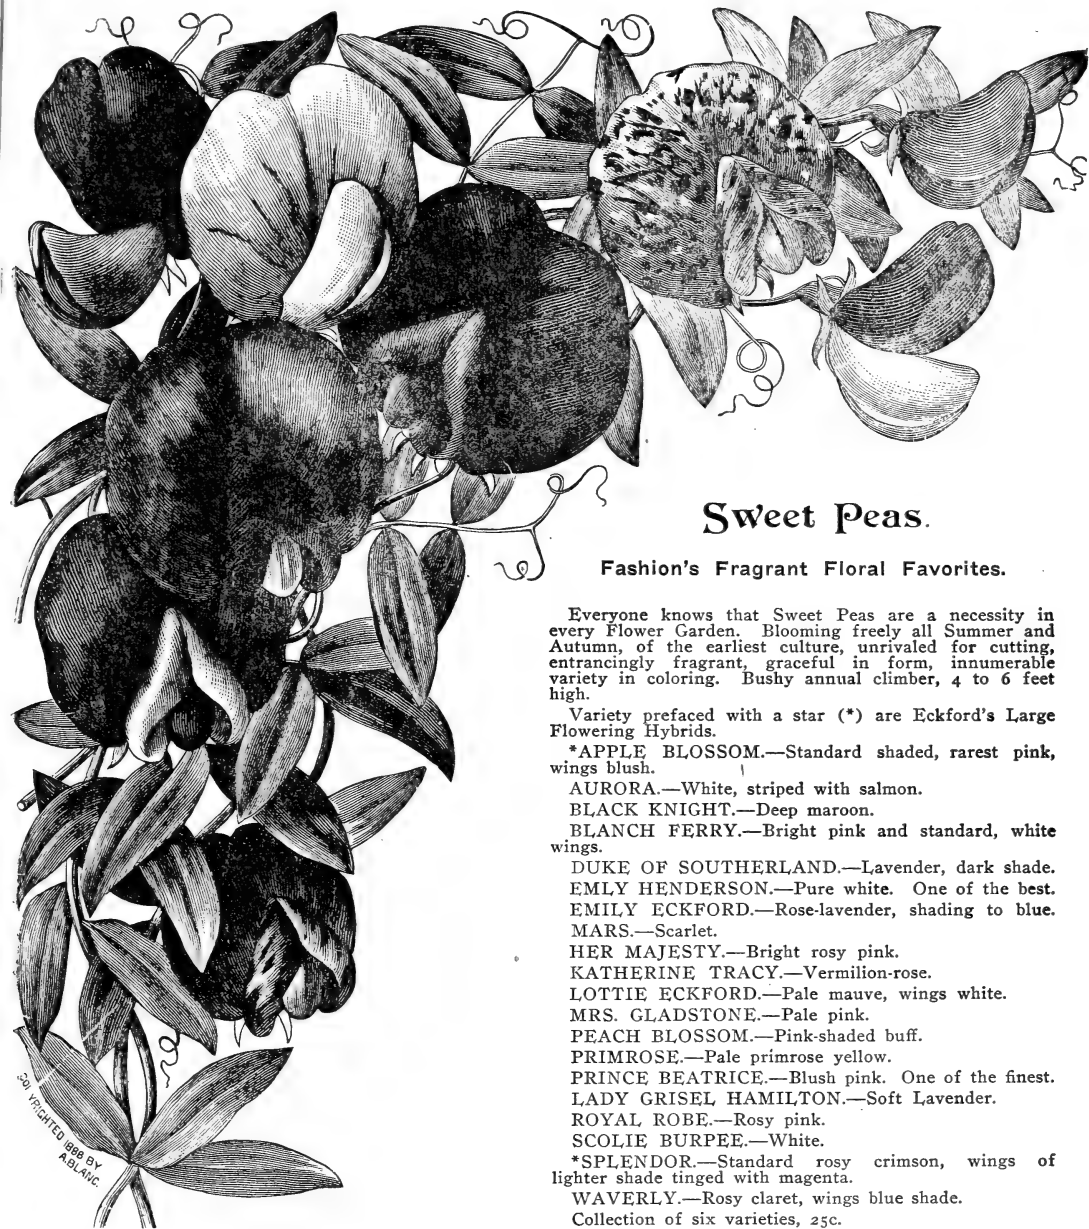 Sweet Peas.
Fashion's Fragrant Floral Favorites.
Everyone knows that Sweet Peas are a necessity in
every Flower Garden. Blooming freely all Summer and
Autumn, of the earliest culture, unrivaled for cutting,
entrancingly fragrant, graceful in form, innumerable
variety in coloring. Bushy annual climber, 4 to 6 feet
high.
Variety prefaced with a star (*) are Eckford's Large
Flowering Hybrids.
*APPLE BLOSSOM.—Standard shaded, rarest pink,
wings blush.
AURORA.—White, striped with salmon.
BLACK KNIGHT.—Deep maroon.
BLANCH FERRY.—Bright pink and standard, white
wings.
DUKE OF SOUTHERLAND.—Lavender, dark shade.
EMLY HENDERSON.—Pure white. One of the best.
EMILY ECKFORD.—Rose-lavender, shading to blue.
MARS.—Scarlet.
HER MAJESTY.—Bright rosy pink.
KATHERINE TRACY.—Vermilion-rose.
LOTTIE ECKFORD.—Pale mauve, wings white.
MRS. GLADSTONE.—Pale pink.
PEACH BLOSSOM.—Pink-shaded buff.
PRIMROSE.—Pale primrose yellow.
PRINCE BEATRICE.—Blush pink. One of the finest.
LADY GRISEL HAMILTON.—Soft Lavender.
ROYAL ROBE.—Rosy pink.
SCOLIE BURPEE.—White.
*SPLENDOR.—Standard rosy crimson, wings of
lighter shade tinged with magenta.
WAVERLY.—Rosy claret, wings blue shade.
Collection of six varieties, 25c.
1888 BY
A.BLANC.